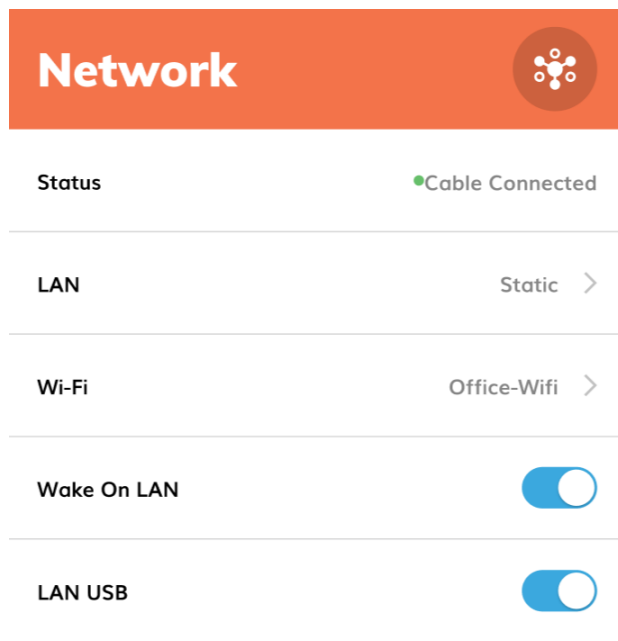 Network
Status Cable Connected
LAN Static
Wi-Fi Office-Wifi
Wake On LAN
LAN USB